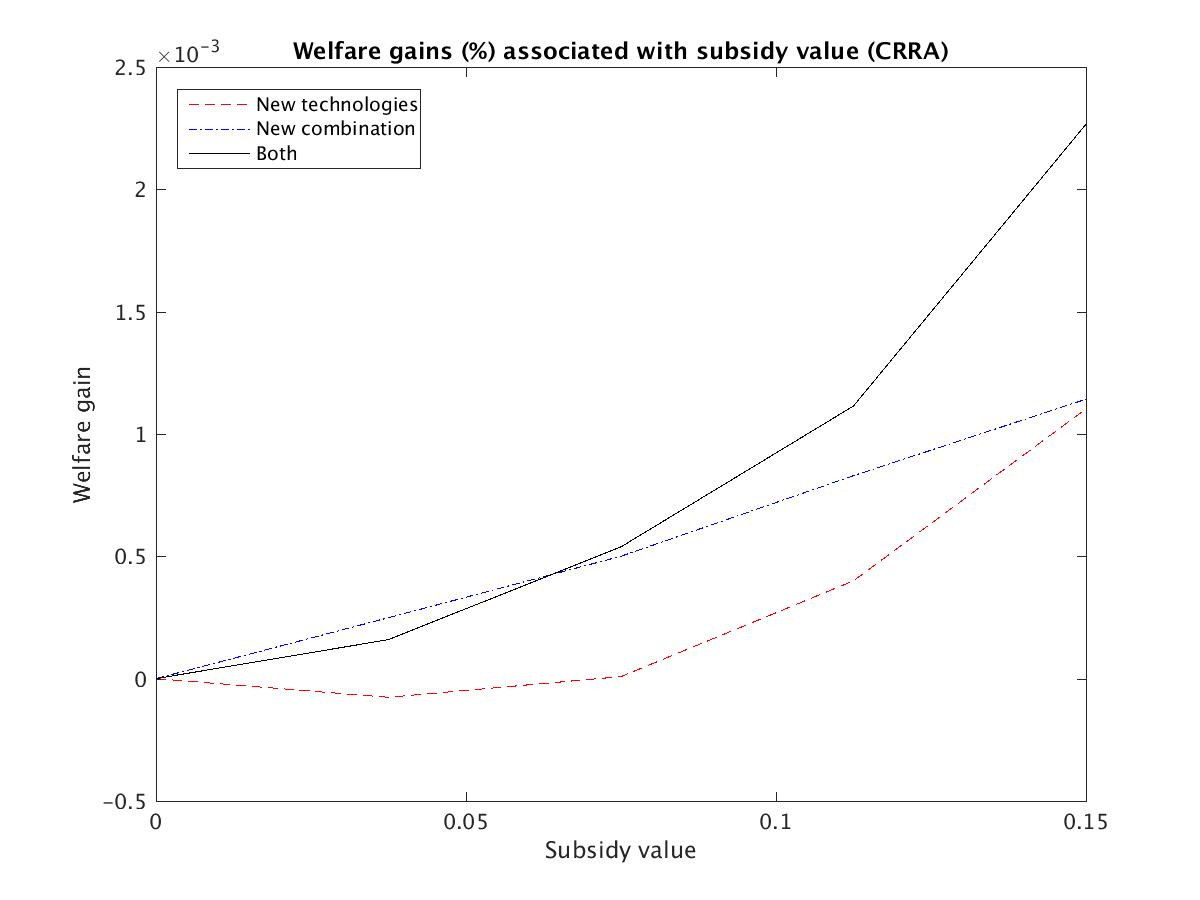 Welfare gains (%) associated with subsidy value (CRRA)
×10⁻³
2.5
2
1.5
1
0.5
0
-0.5
New technologies
New combination
Both
Welfare gain
0
0.05
0.1
0.15
Subsidy value